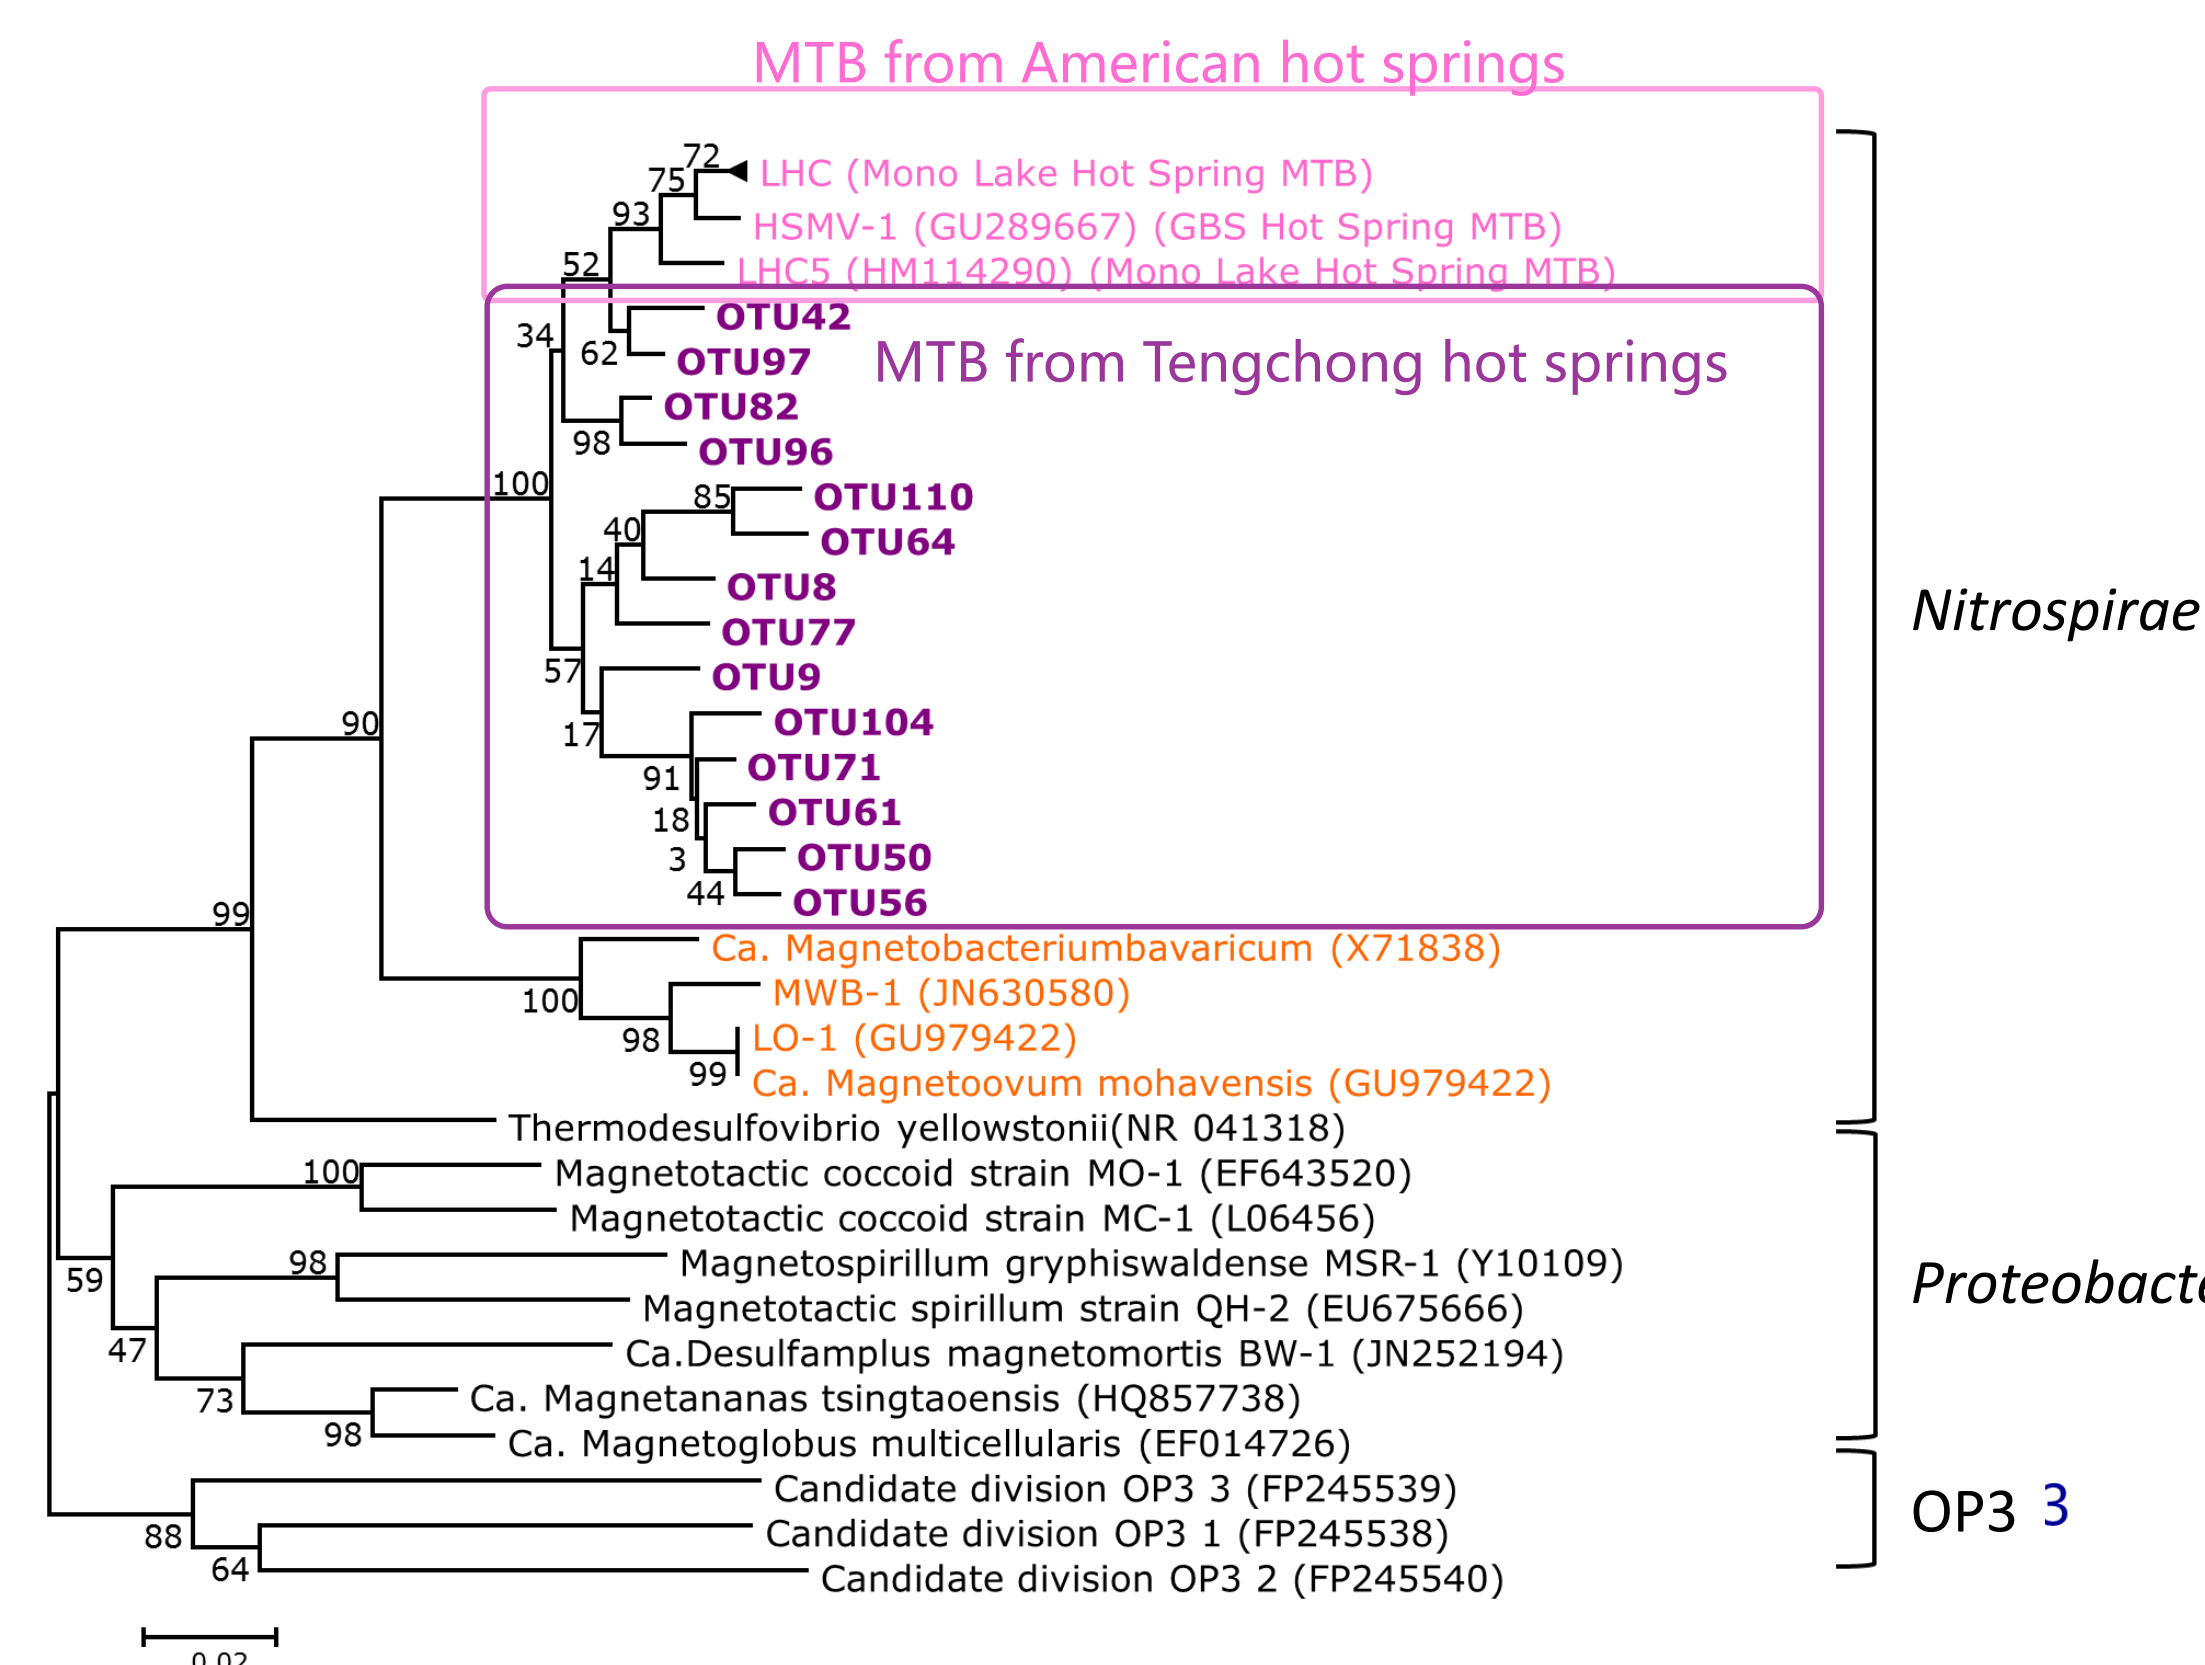 MTB from American hot springs
72
LHC (Mono Lake Hot Spring MTB)
75
93
HSMV-1 (GU289667) (GBS Hot Spring MTB)
52
LHC5 (HM114290) (Mono Lake Hot Spring MTB)
OTU42
34
62
OTU97
MTB from Tengchong hot springs
OTU82
98
OTU96
100
85
OTU110
40
OTU64
14
OTU8
Nitrospirae
OTU77
57
OTU9
17
90
OTU104
91
OTU71
18
OTU61
3
OTU50
44
OTU56
99
Ca. Magnetobacteriumbavaricum (X71838)
100
MWB-1 (JN630580)
98
LO-1 (GU979422)
99
Ca. Magnetoovum mohavensis (GU979422)
Thermodesulfovibrio yellowstonii(NR 041318)
100
Magnetotactic coccoid strain MO-1 (EF643520)
Magnetotactic coccoid strain MC-1 (L06456)
98
Magnetospirillum gryphiswaldense MSR-1 (Y10109)
59
Proteobacte
Magnetotactic spirillum strain QH-2 (EU675666)
47
Ca.Desulfamplus magnetomortis BW-1 (JN252194)
73
Ca. Magnetananas tsingtaoensis (HQ857738)
98
Ca. Magnetoglobus multicellularis (EF014726)
Candidate division OP3 3 (FP245539)
OP3 3
88
Candidate division OP3 1 (FP245538)
64
Candidate division OP3 2 (FP245540)
0.02